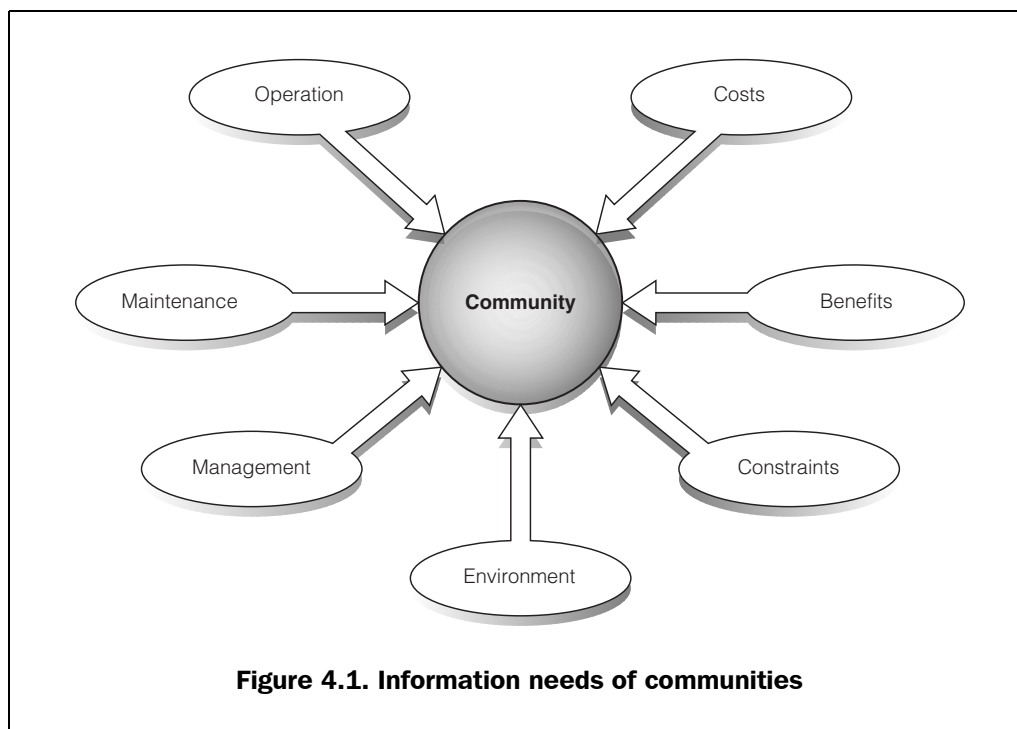 Operation
Costs
Maintenance
Community
Benefits
Management
Constraints
Environment
Figure 4.1. Information needs of communities